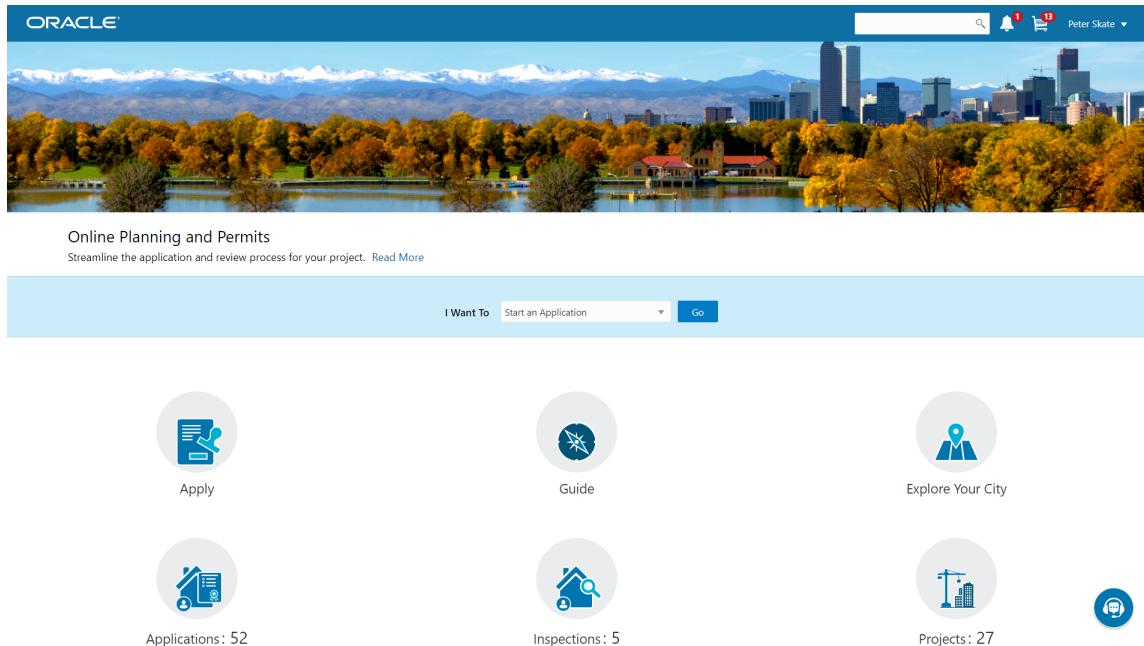 ORACLE
1
13
Peter Skate
Online Planning and Permits
Streamline the application and review process for your project. Read More
I Want To Start an Application Go
Apply
Guide
Explore Your City
Applications: 52
Inspections: 5
Projects: 27